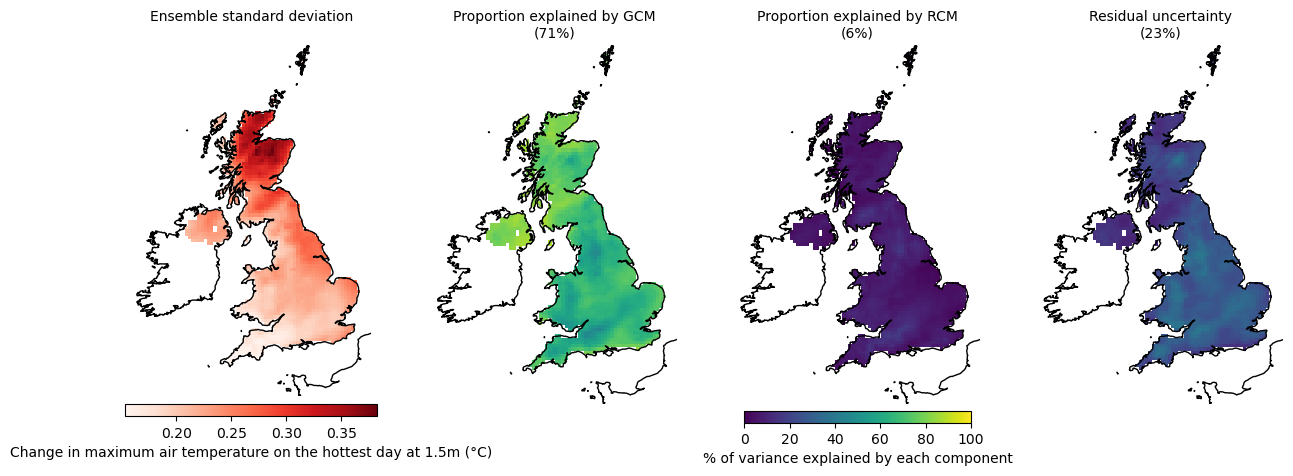 Ensemble standard deviation
Proportion explained by GCM
(71%)
Proportion explained by RCM
(6%)
Residual uncertainty
(23%)
0.20 0.25 0.30 0.35
Change in maximum air temperature on the hottest day at 1.5m (°C)
0 20 40 60 80 100
% of variance explained by each component